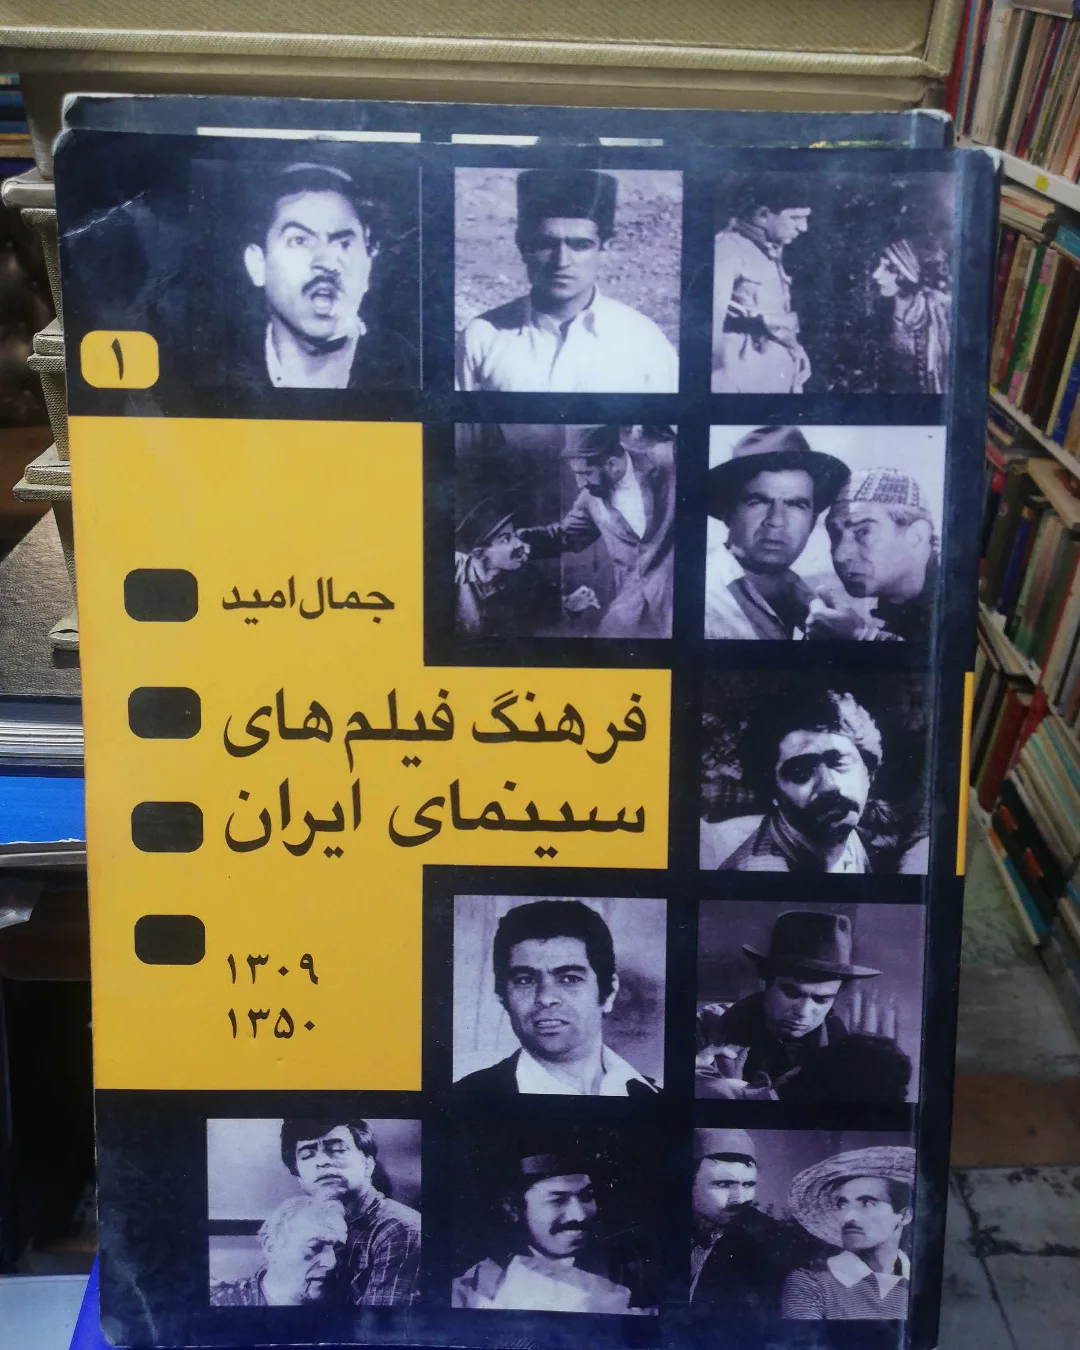 ۱
جمال امید
فرهنگ فیلم های
سینمای ایران
۱۳۰۹
۱۳۵۰